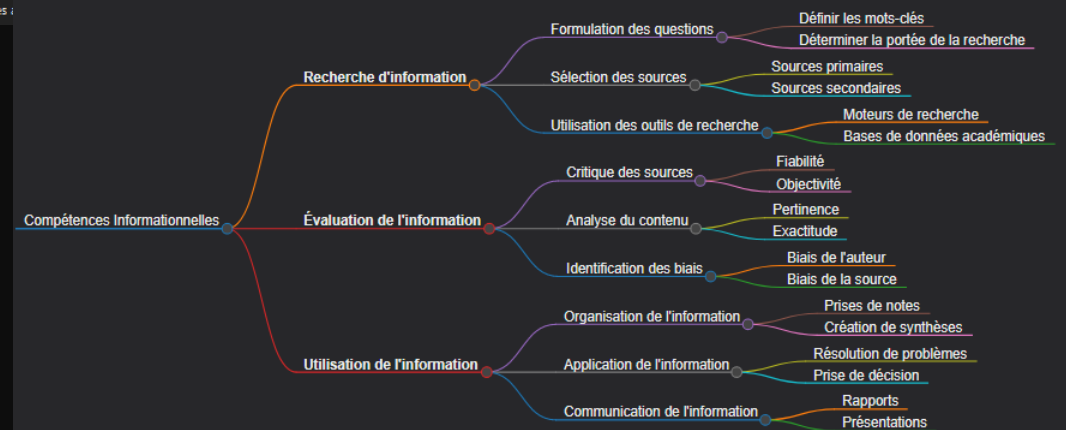 Compétences Informationnelles
Recherche d'information
Formulation des questions
Définir les mots-clés
Déterminer la portée de la recherche
Sélection des sources
Sources primaires
Sources secondaires
Utilisation des outils de recherche
Moteurs de recherche
Bases de données académiques
Évaluation de l'information
Critique des sources
Fiabilité
Objectivité
Analyse du contenu
Pertinence
Exactitude
Identification des biais
Biais de l'auteur
Biais de la source
Utilisation de l'information
Organisation de l'information
Prises de notes
Création de synthèses
Application de l'information
Résolution de problèmes
Prise de décision
Communication de l'information
Rapports
Présentations